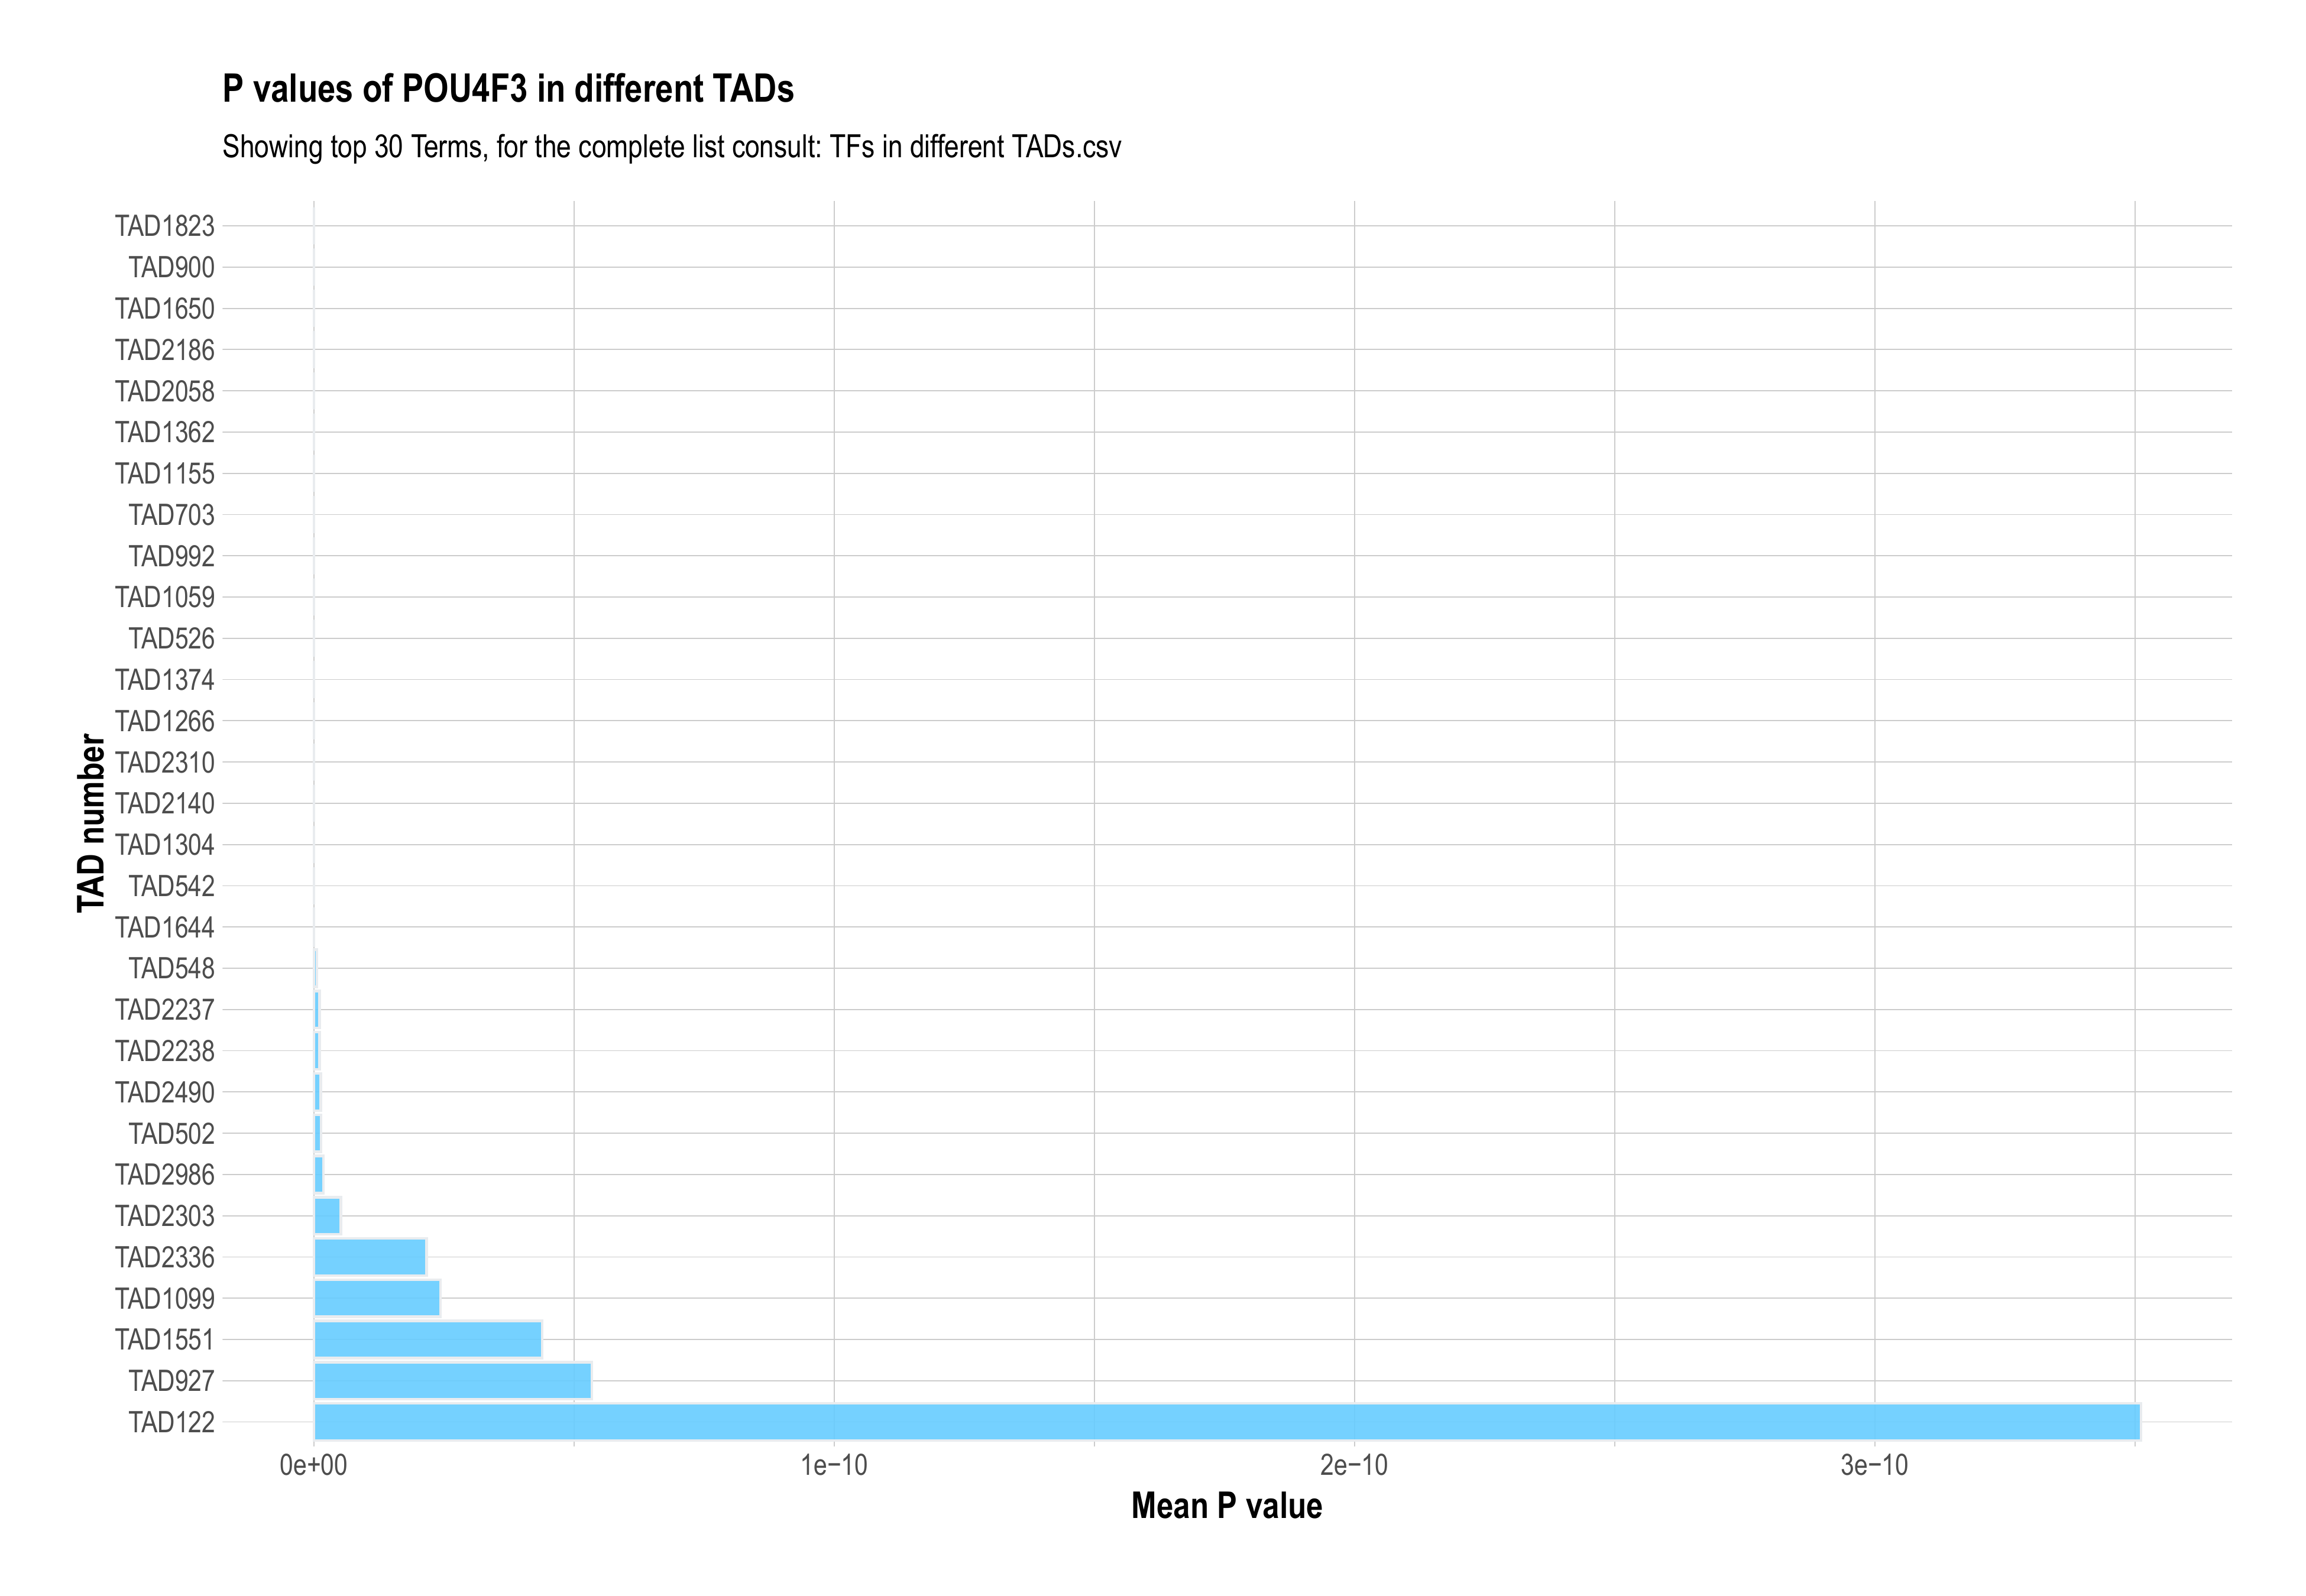 P values of POU4F3 in different TADs
Showing top 30 Terms, for the complete list consult: TFs in different TADs.csv
TAD number
TAD1823
TAD900
TAD1650
TAD2186
TAD2058
TAD1362
TAD1155
TAD703
TAD992
TAD1059
TAD526
TAD1374
TAD1266
TAD2310
TAD2140
TAD1304
TAD542
TAD1644
TAD548
TAD2237
TAD2238
TAD2490
TAD502
TAD2986
TAD2303
TAD2336
TAD1099
TAD1551
TAD927
TAD122
0e+00 1e−10 2e−10 3e−10
Mean P value